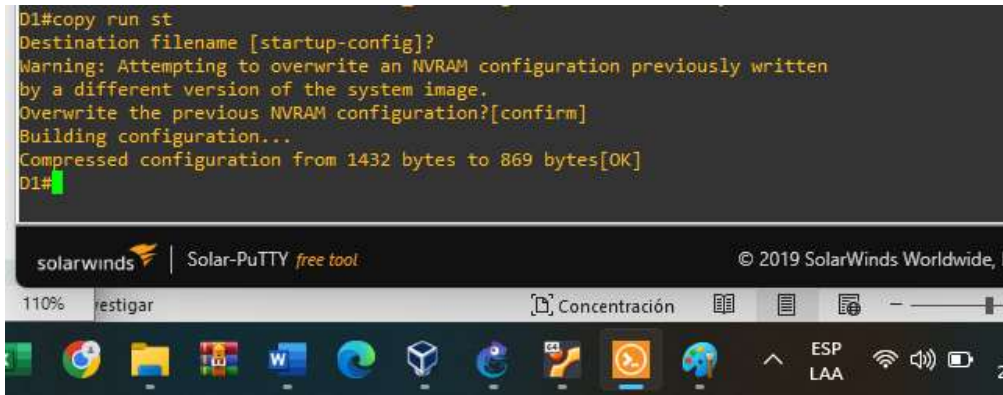 D1#copy run st
Destination filename [startup-config]?
Warning: Attempting to overwrite an NVRAM configuration previously written
by a different version of the system image.
Overwrite the previous NVRAM configuration?[confirm]
Building configuration...
Compressed configuration from 1432 bytes to 869 bytes[OK]
D1#
solarwinds | Solar-PuTTY free tool © 2019 SolarWinds Worldwide,
110% vestigar Concentración
ESP
LAA